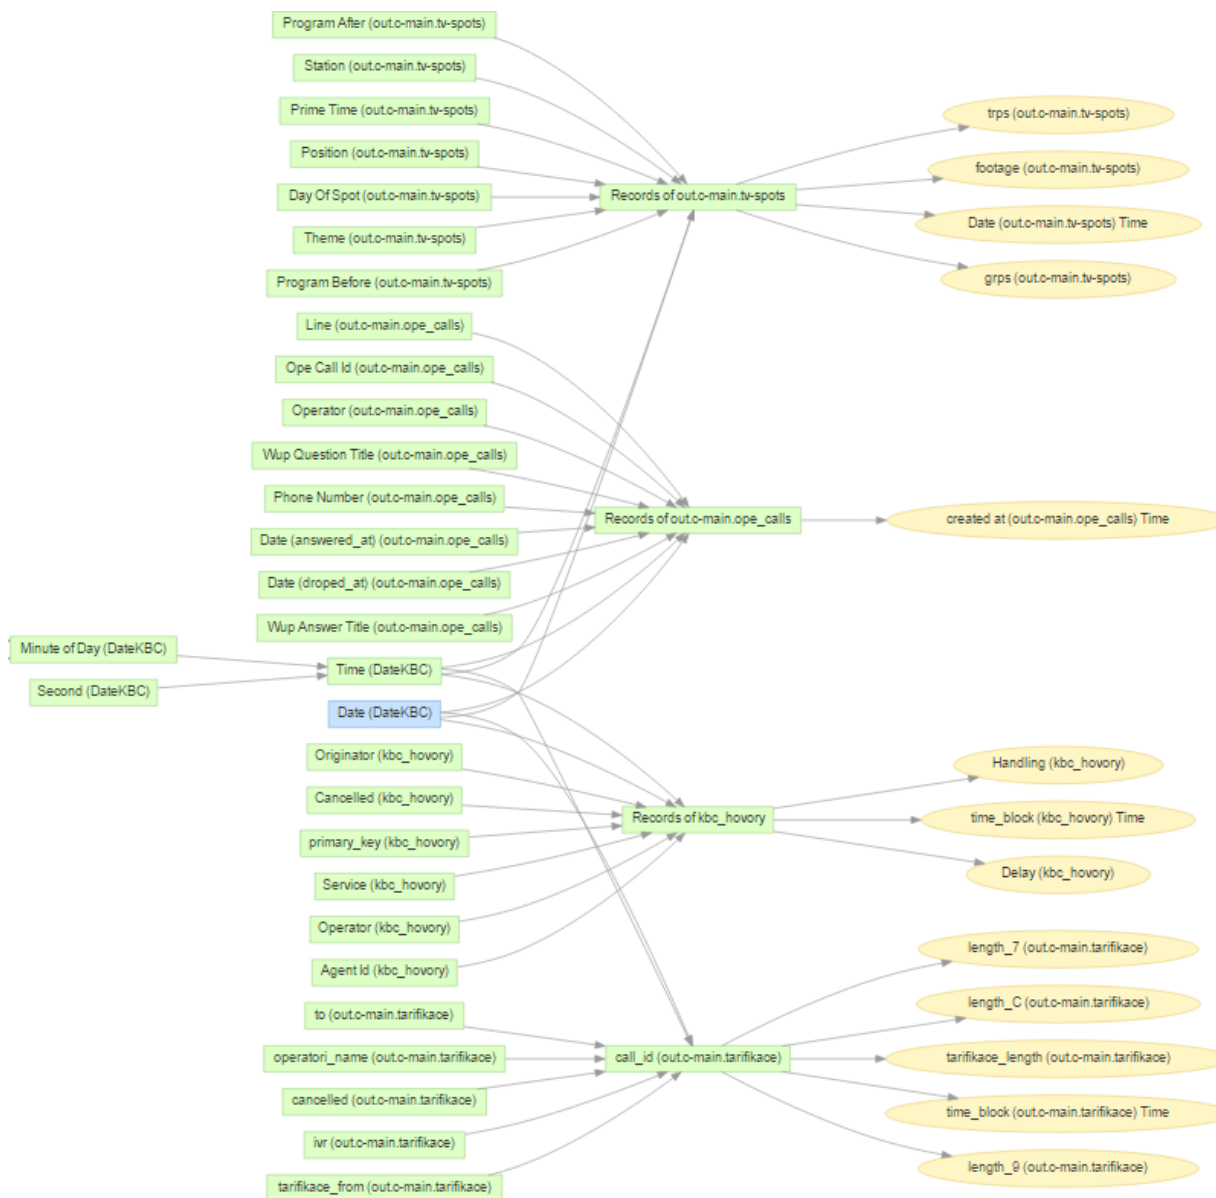 Program After (out.c-main.tv-spots)
Station (out.c-main.tv-spots)
Prime Time (out.c-main.tv-spots)
Position (out.c-main.tv-spots)
Day Of Spot (out.c-main.tv-spots)
Theme (out.c-main.tv-spots)
Program Before (out.c-main.tv-spots)
Records of out.c-main.tv-spots
trps (out.c-main.tv-spots)
footage (out.c-main.tv-spots)
Date (out.c-main.tv-spots) Time
grps (out.c-main.tv-spots)
Line (out.c-main.ope_calls)
Ope Call Id (out.c-main.ope_calls)
Operator (out.c-main.ope_calls)
Wup Question Title (out.c-main.ope_calls)
Phone Number (out.c-main.ope_calls)
Date (answered_at) (out.c-main.ope_calls)
Date (droped_at) (out.c-main.ope_calls)
Wup Answer Title (out.c-main.ope_calls)
Records of out.c-main.ope_calls
created at (out.c-main.ope_calls) Time
Minute of Day (DateKBC)
Second (DateKBC)
Time (DateKBC)
Date (DateKBC)
Originator (kbc_hovory)
Cancelled (kbc_hovory)
primary_key (kbc_hovory)
Service (kbc_hovory)
Operator (kbc_hovory)
Agent Id (kbc_hovory)
Records of kbc_hovory
Handling (kbc_hovory)
time_block (kbc_hovory) Time
Delay (kbc_hovory)
to (out.c-main.tarifikace)
operatori_name (out.c-main.tarifikace)
cancelled (out.c-main.tarifikace)
ivr (out.c-main.tarifikace)
tarifikace_from (out.c-main.tarifikace)
call_id (out.c-main.tarifikace)
length_7 (out.c-main.tarifikace)
length_C (out.c-main.tarifikace)
tarifikace_length (out.c-main.tarifikace)
time_block (out.c-main.tarifikace) Time
length_9 (out.c-main.tarifikace)